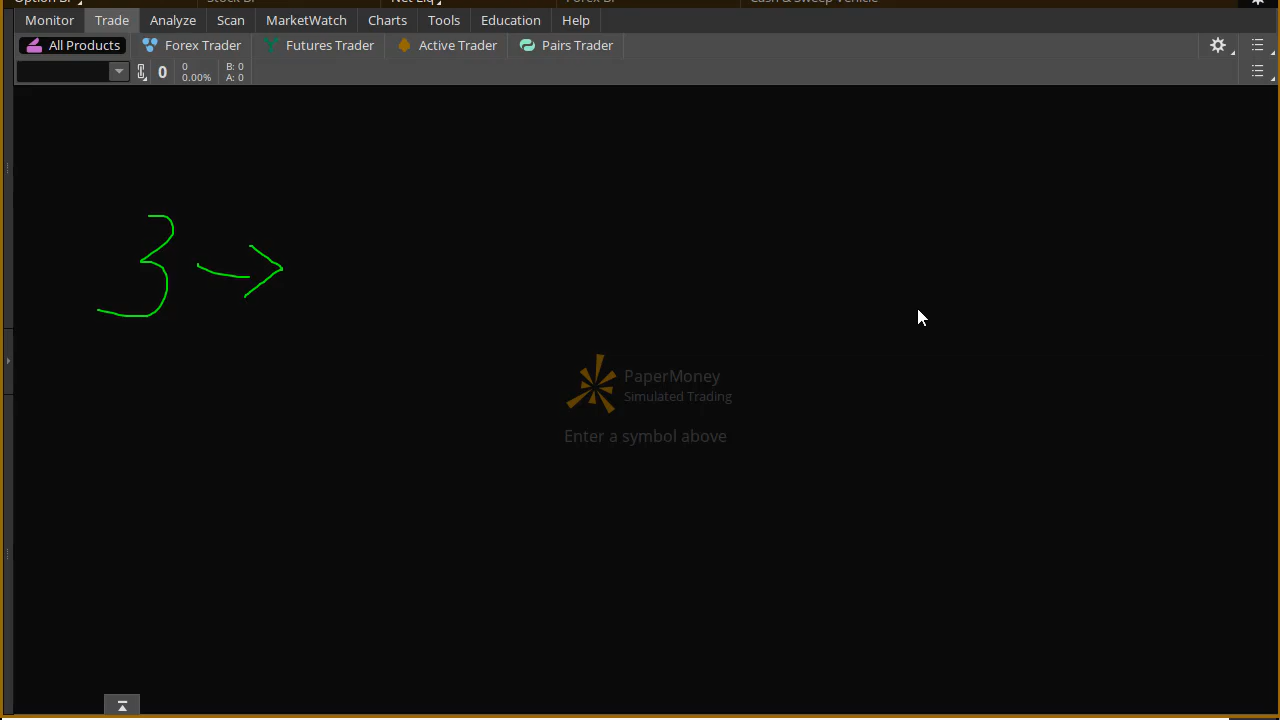 Monitor Trade Analyze Scan MarketWatch Charts Tools Education Help
All Products Forex Trader Futures Trader Active Trader Pairs Trader
0 0 B: 0
0.00% A: 0
3 →
PaperMoney
Simulated Trading
Enter a symbol above